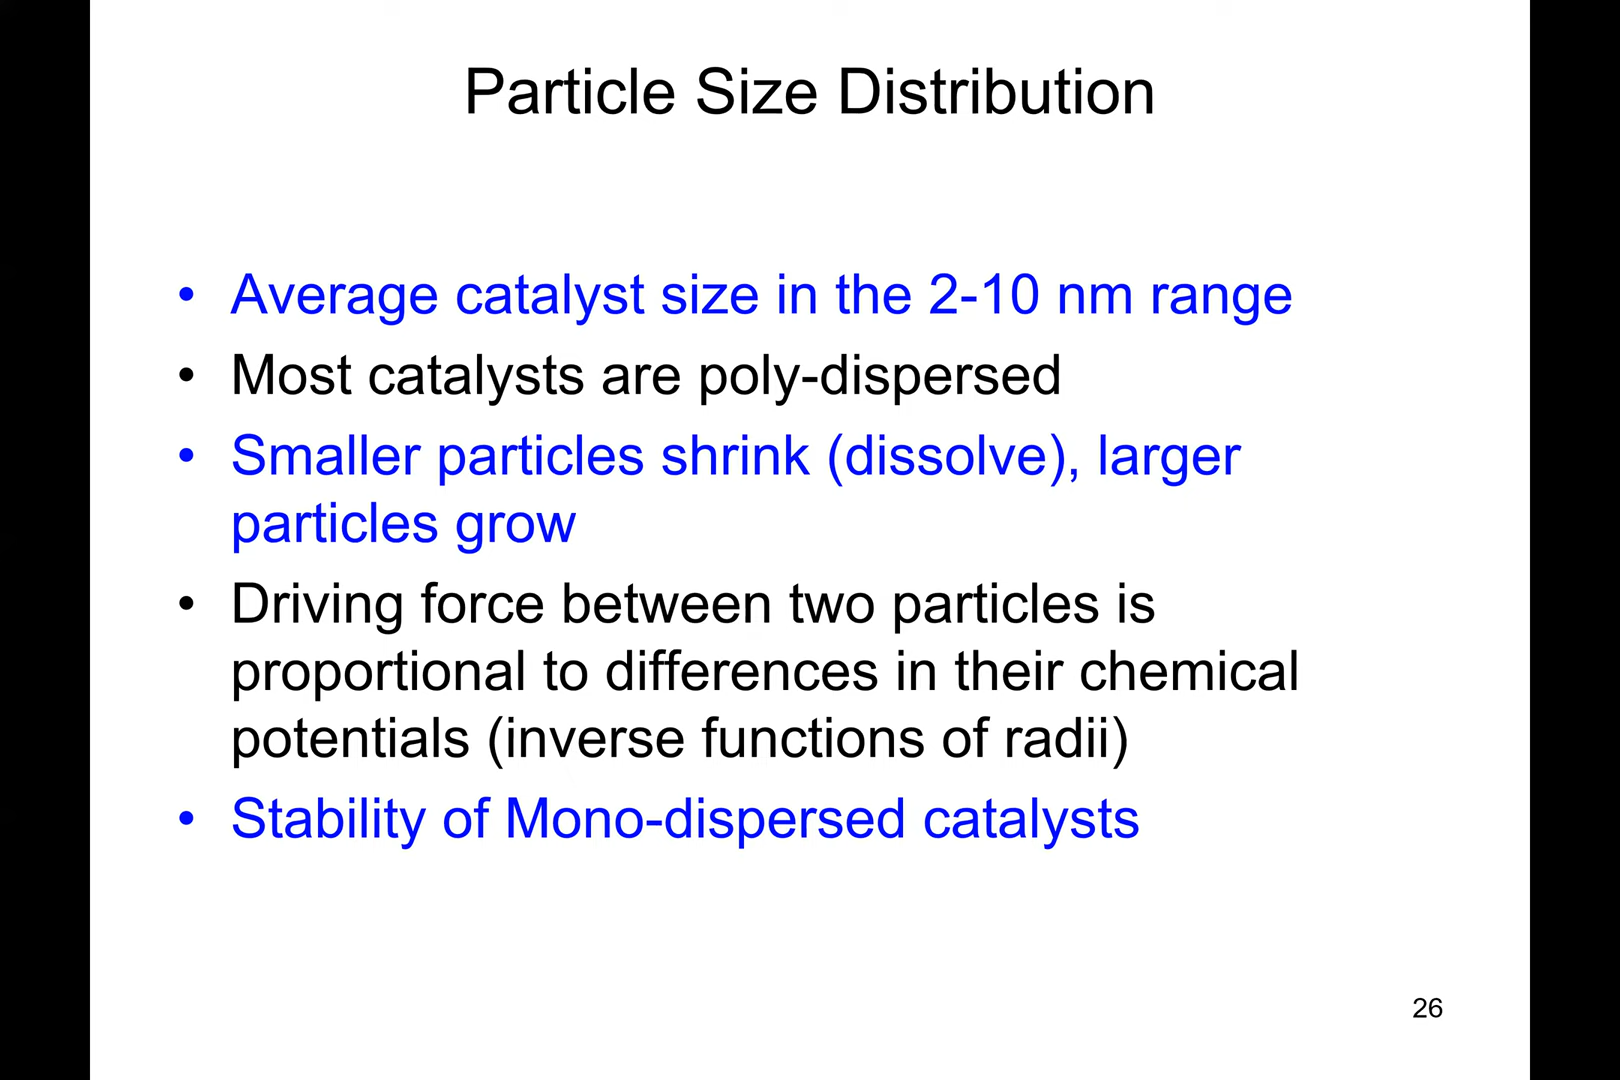 Particle Size Distribution
• Average catalyst size in the 2-10 nm range
• Most catalysts are poly-dispersed
• Smaller particles shrink (dissolve), larger
particles grow
• Driving force between two particles is
proportional to differences in their chemical
potentials (inverse functions of radii)
• Stability of Mono-dispersed catalysts
26